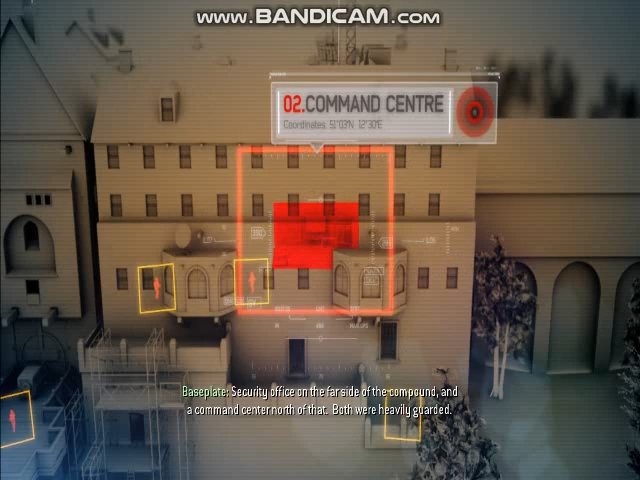 WWW.BANDICAM.COM
02.COMMAND CENTRE
Coordinates: 51°03'N 12°30'E
Baseplate: Security office on the far side of the compound, and
a command center north of that. Both were heavily guarded.